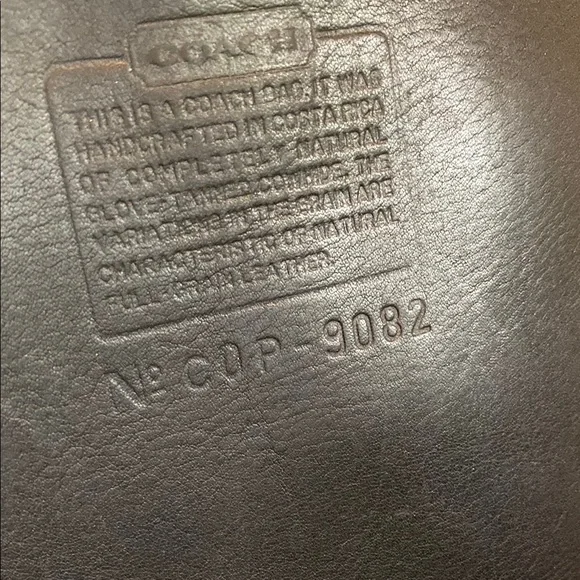 COACH
THIS IS A COACH BAG. IT WAS
HANDCRAFTED IN COSTA RICA
OF COMPLETELY NATURAL
GLOVE-TANNED COWHIDE. THE
VARIATIONS IN THE GRAIN ARE
CHARACTERISTIC OF NATURAL
FULL-GRAIN LEATHER.
Nº C0P-9082